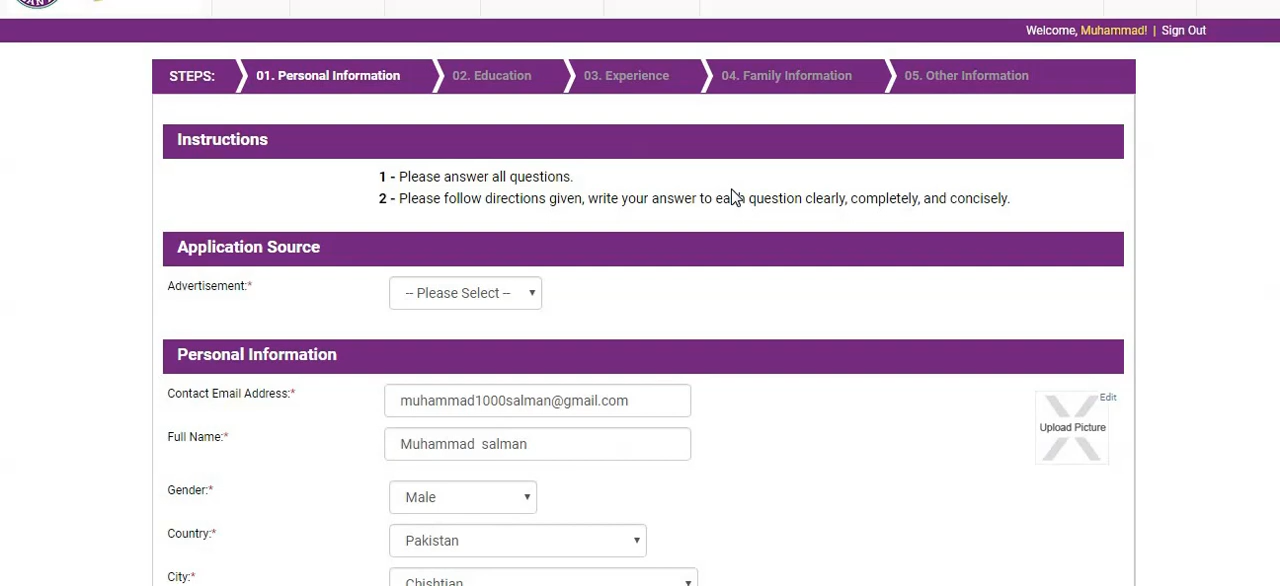 Welcome, Muhammad! | Sign Out
STEPS: 01. Personal Information 02. Education 03. Experience 04. Family Information 05. Other Information
Instructions
1 - Please answer all questions.
2 - Please follow directions given, write your answer to each question clearly, completely, and concisely.
Application Source
Advertisement:* -- Please Select --
Personal Information
Contact Email Address:* muhammad1000salman@gmail.com
Edit
Upload Picture
Full Name:* Muhammad salman
Gender:* Male
Country:* Pakistan
City:* Chishtian